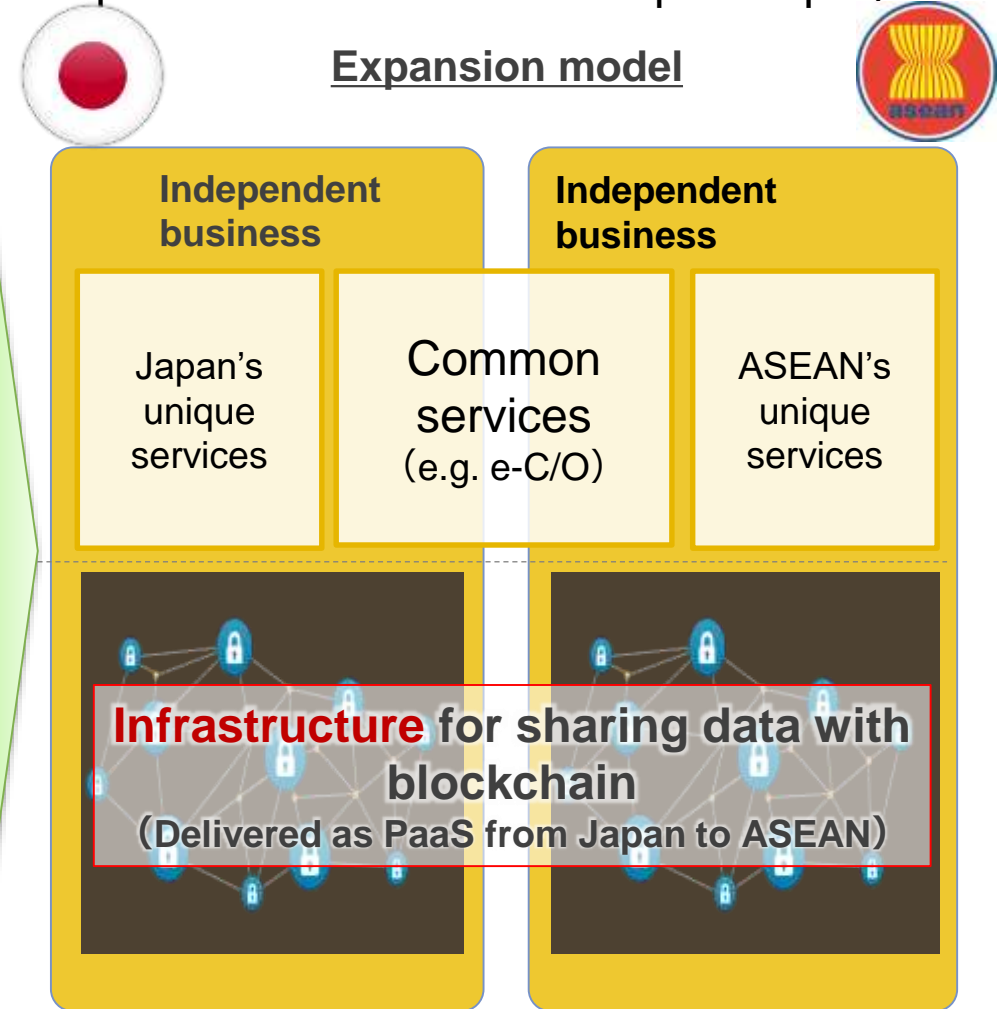 Expansion model
asean
Independent
business
Independent
business
Japan’s
unique
services
Common
services
（e.g. e-C/O）
ASEAN’s
unique
services
Infrastructure for sharing data with
blockchain
（Delivered as PaaS from Japan to ASEAN）